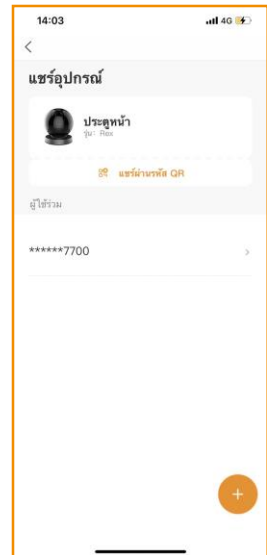 14:03
4G
แชร์อุปกรณ์
ประตูหน้า
รุ่น: Rex
แชร์ผ่านรหัส QR
ผู้ใช้ร่วม
******7700